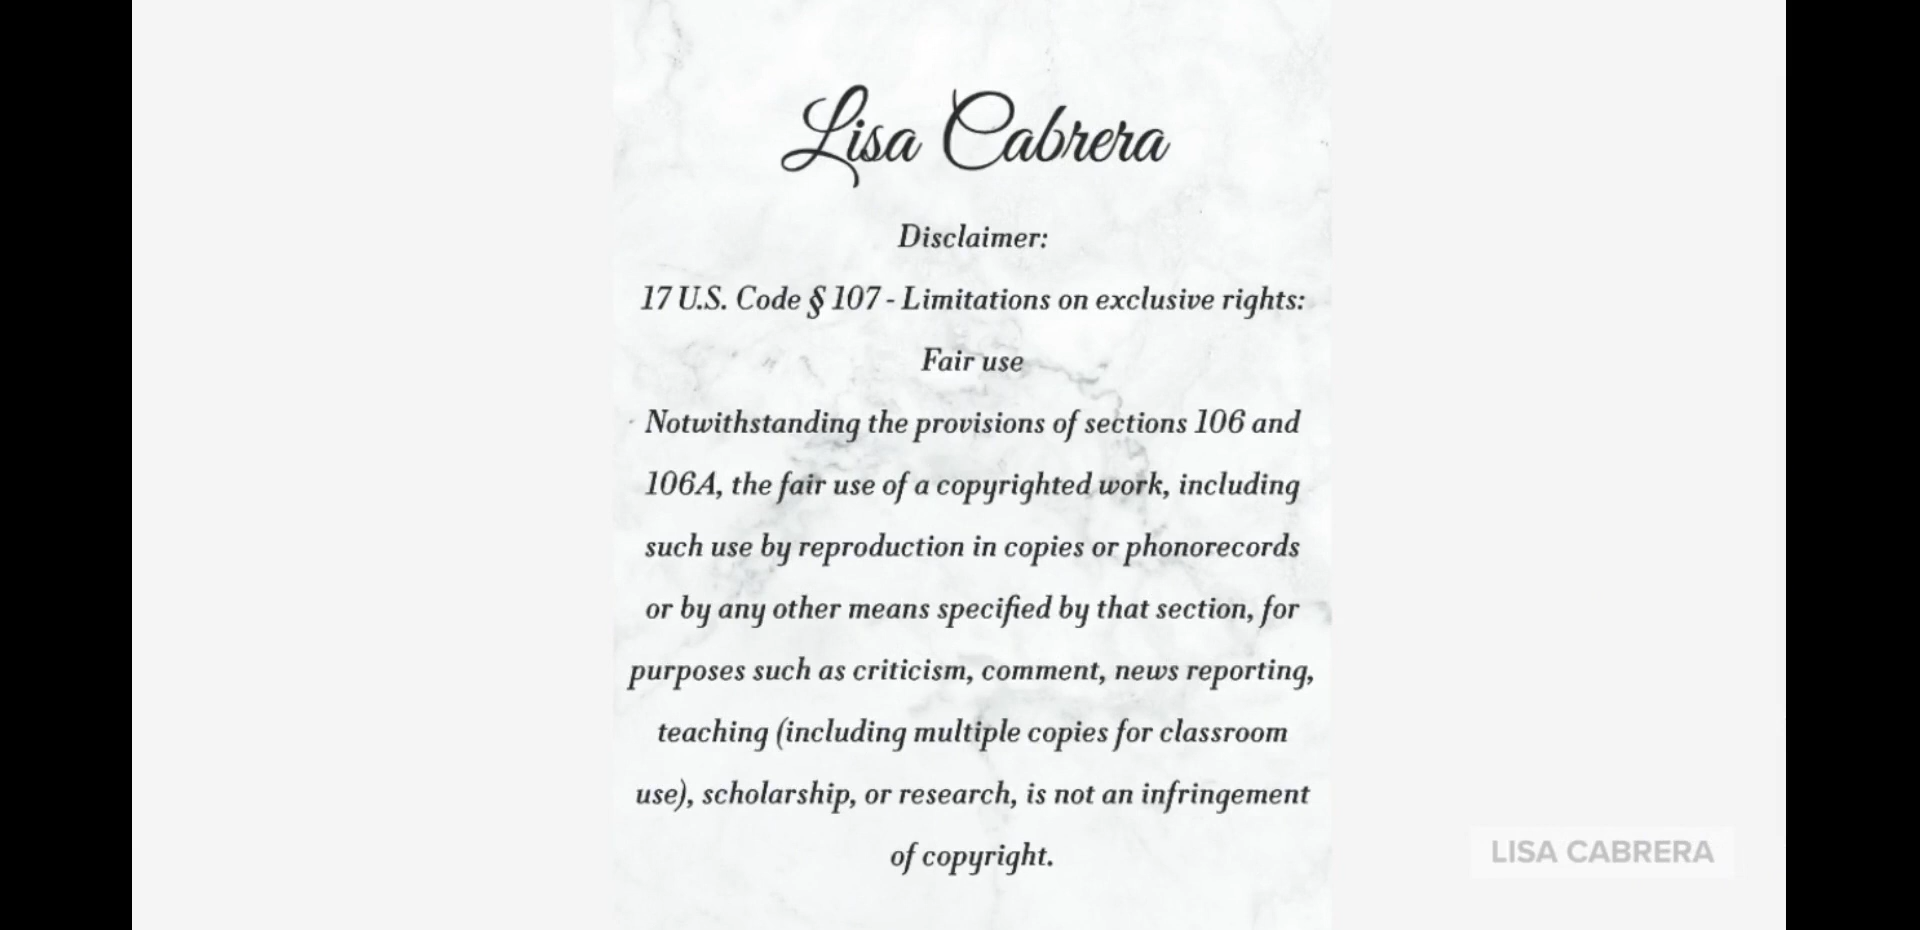 Lisa Cabrera
Disclaimer:
17 U.S. Code § 107 - Limitations on exclusive rights:
Fair use
Notwithstanding the provisions of sections 106 and
106A, the fair use of a copyrighted work, including
such use by reproduction in copies or phonorecords
or by any other means specified by that section, for
purposes such as criticism, comment, news reporting,
teaching (including multiple copies for classroom
use), scholarship, or research, is not an infringement
of copyright.
LISA CABRERA